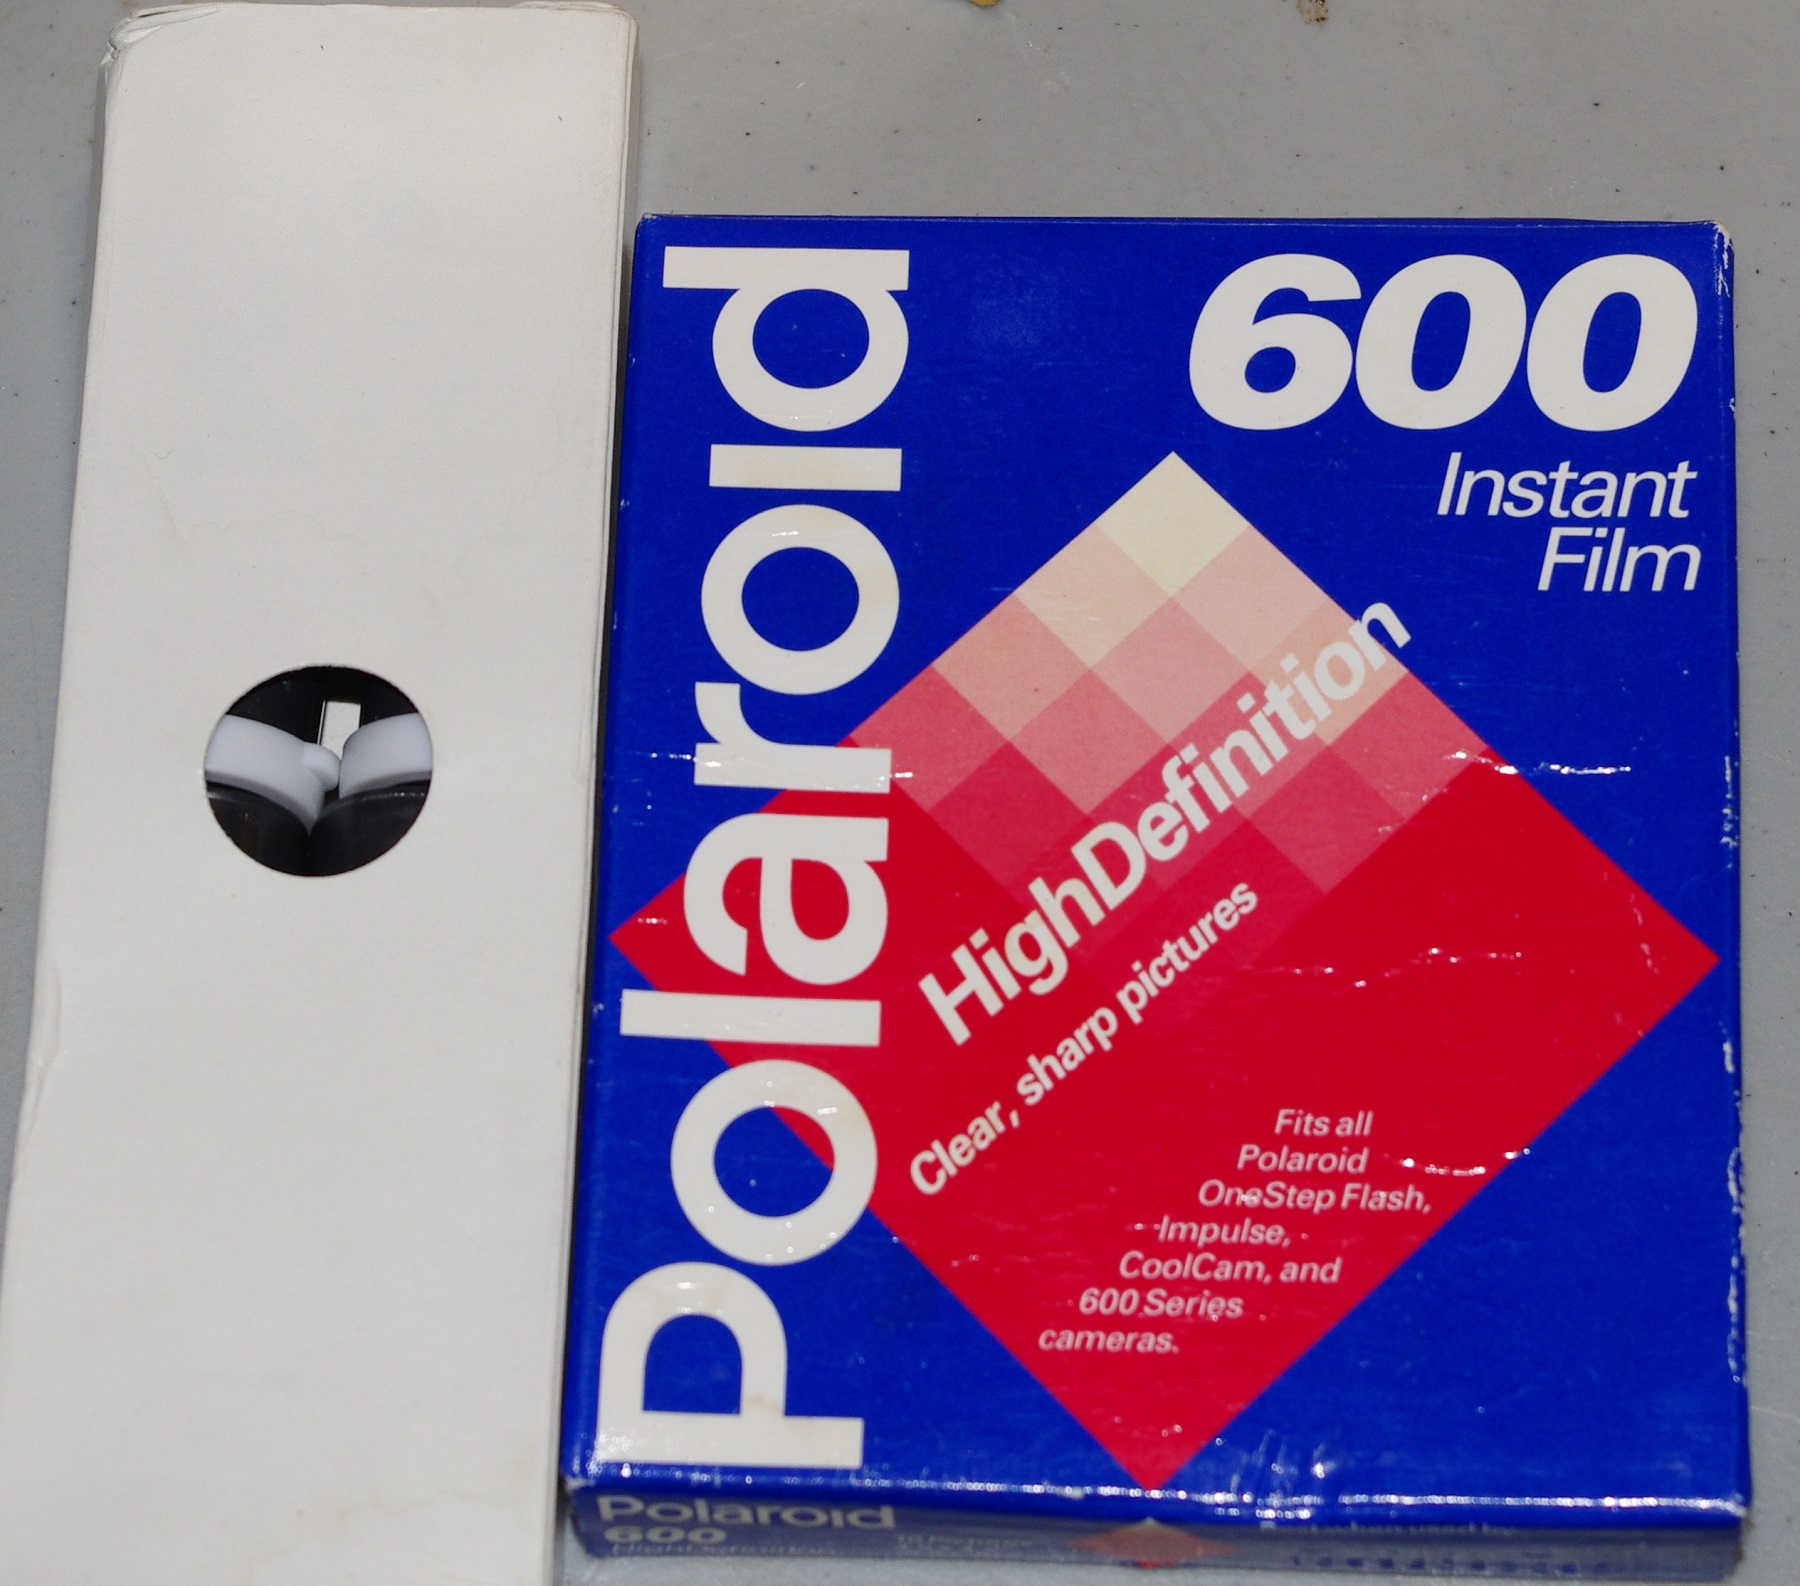 Polaroid
600
Instant
Film
HighDefinition
Clear, sharp pictures
Fits all
Polaroid
OneStep Flash,
Impulse,
CoolCam, and
600 Series
cameras.
Polaroid
600
HighDefinition